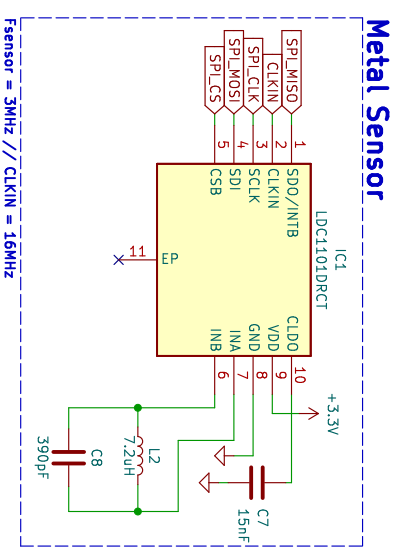 Metal Sensor
SPI_MISO
CLKIN
SPI_CLK
SPI_MOSI
SPI_CS
1
2
3
4
5
SDO/INTB
CLKIN
SCLK
SDI
CSB
IC1
LDC1101DRCT
11
EP
CLDO
VDD
GND
INA
INB
10
9
8
7
6
+3.3V
C7
15nF
L2
7.2uH
C8
390pF
Fsensor = 3MHz // CLKIN = 16MHz